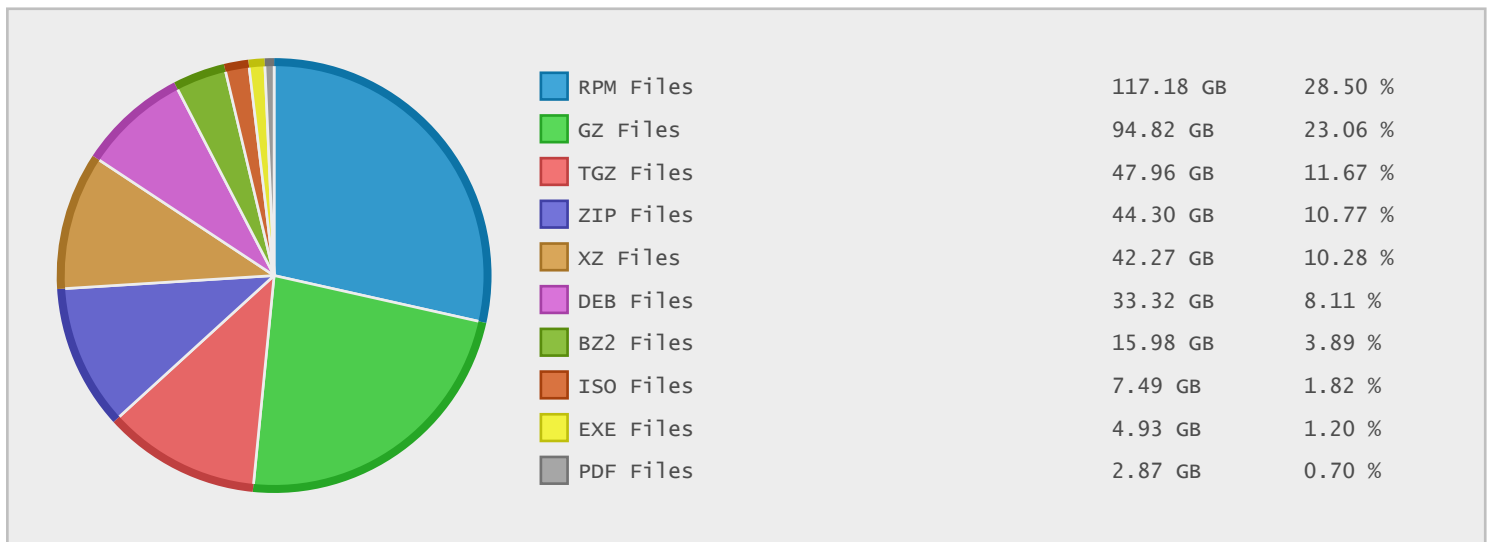 RPM Files 117.18 GB 28.50 %
GZ Files 94.82 GB 23.06 %
TGZ Files 47.96 GB 11.67 %
ZIP Files 44.30 GB 10.77 %
XZ Files 42.27 GB 10.28 %
DEB Files 33.32 GB 8.11 %
BZ2 Files 15.98 GB 3.89 %
ISO Files 7.49 GB 1.82 %
EXE Files 4.93 GB 1.20 %
PDF Files 2.87 GB 0.70 %